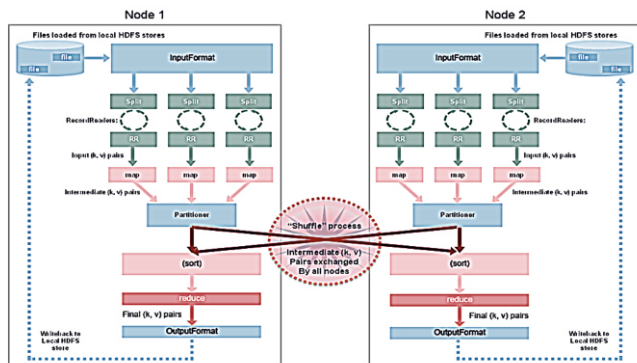 Node 1
Files loaded from local HDFS stores
file
file
InputFormat
Split Split Split
RecordReaders:
RR RR RR
Input (k, v) pairs
map map map
Intermediate (k, v) pairs
Partitioner
(sort)
reduce
Final (k, v) pairs
OutputFormat
Writeback to
Local HDFS
store
"Shuffle" process
Intermediate (k, v)
Pairs exchanged
By all nodes
Node 2
Files loaded from local HDFS stores
file
file
InputFormat
Split Split Split
RecordReaders:
RR RR RR
Input (k, v) pairs
map map map
Intermediate (k, v) pairs
Partitioner
(sort)
reduce
Final (k, v) pairs
OutputFormat
Writeback to
Local HDFS
store